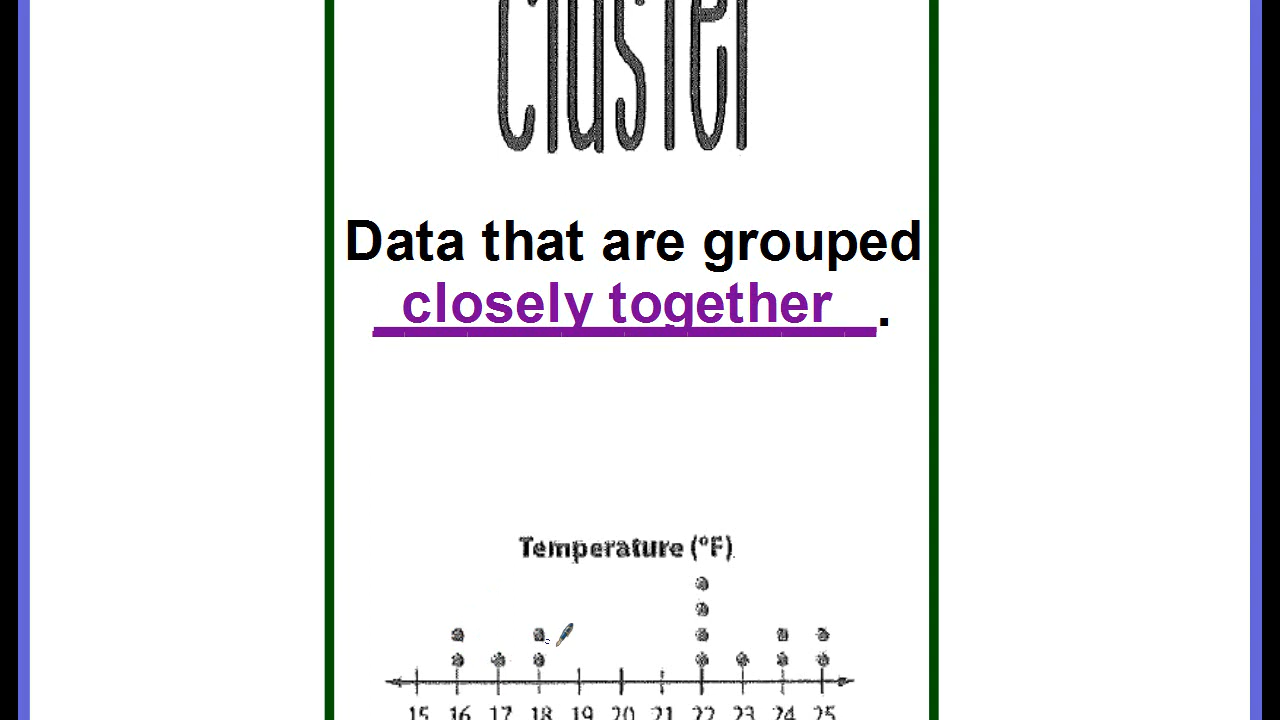 cluster
Data that are grouped
closely together.
Temperature (°F)
15 16 17 18 19 20 21 22 23 24 25